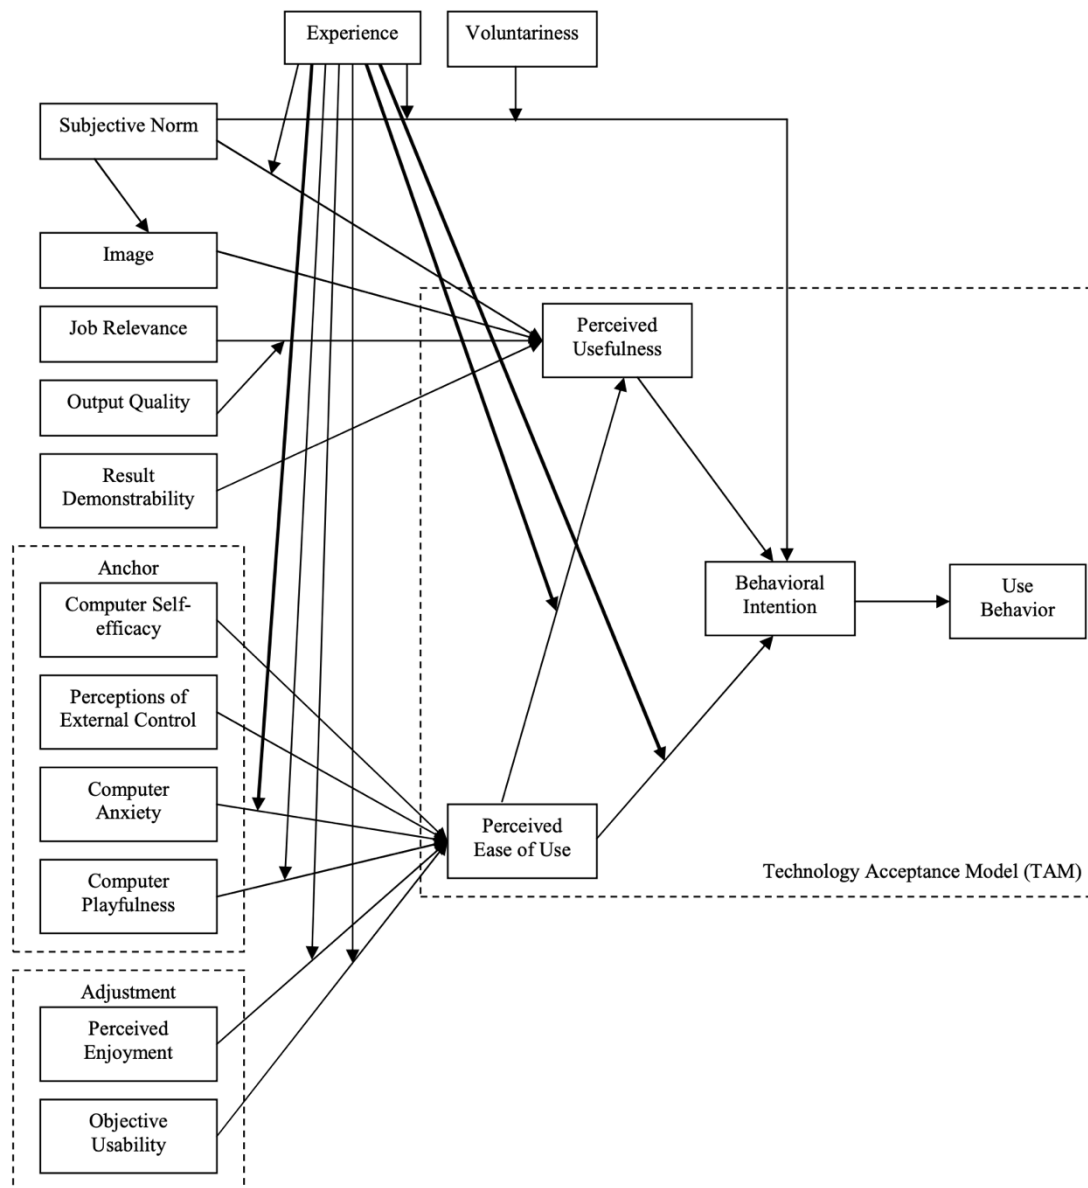 Experience
Voluntariness
Subjective Norm
Image
Job Relevance
Output Quality
Result
Demonstrability
Anchor
Computer Self-
efficacy
Perceptions of
External Control
Computer
Anxiety
Computer
Playfulness
Adjustment
Perceived
Enjoyment
Objective
Usability
Perceived
Usefulness
Behavioral
Intention
Use
Behavior
Perceived
Ease of Use
Technology Acceptance Model (TAM)